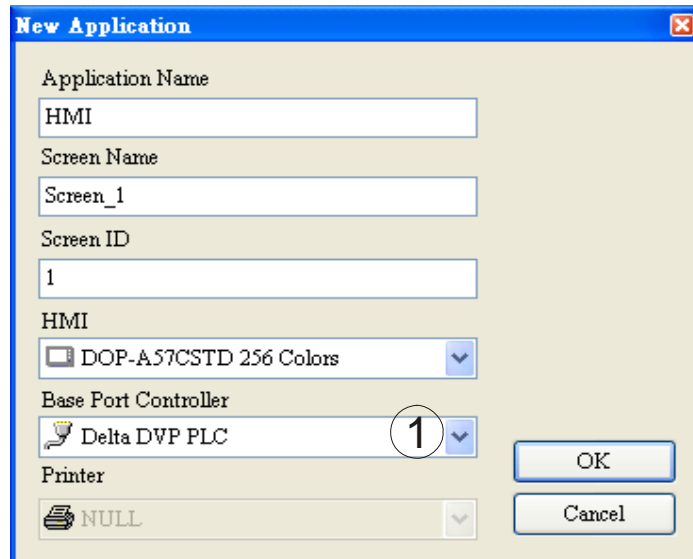 New Application
Application Name
HMI
Screen Name
Screen_1
Screen ID
1
HMI
DOP-A57CSTD 256 Colors
Base Port Controller
Delta DVP PLC 1
Printer
NULL
OK
Cancel